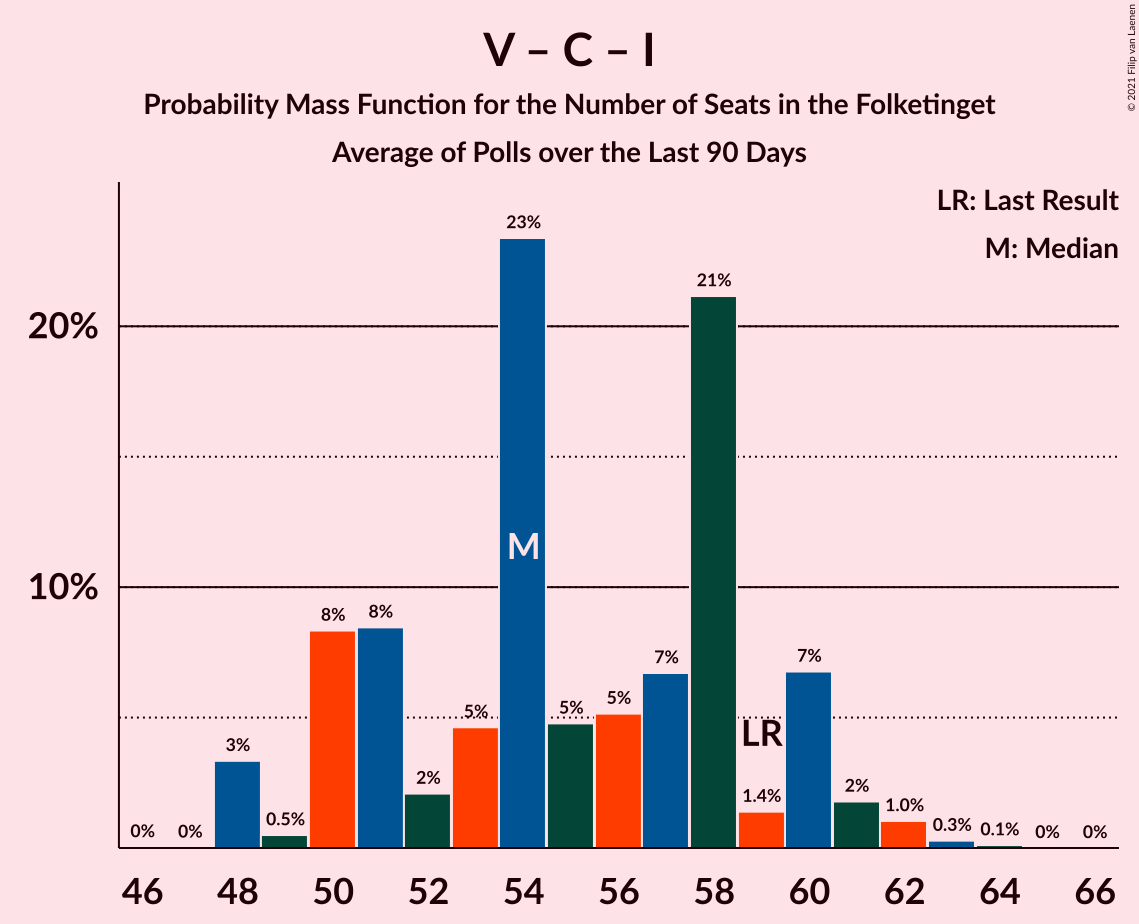 V – C – I
Probability Mass Function for the Number of Seats in the Folketinget
Average of Polls over the Last 90 Days
© 2021 Filip van Laenen
LR: Last Result
M: Median
20%
10%
0%
0%
3%
0.5%
8%
8%
2%
5%
23%
5%
5%
7%
21%
1.4%
7%
2%
1.0%
0.3%
0.1%
0%
0%
M
LR
46 48 50 52 54 56 58 60 62 64 66